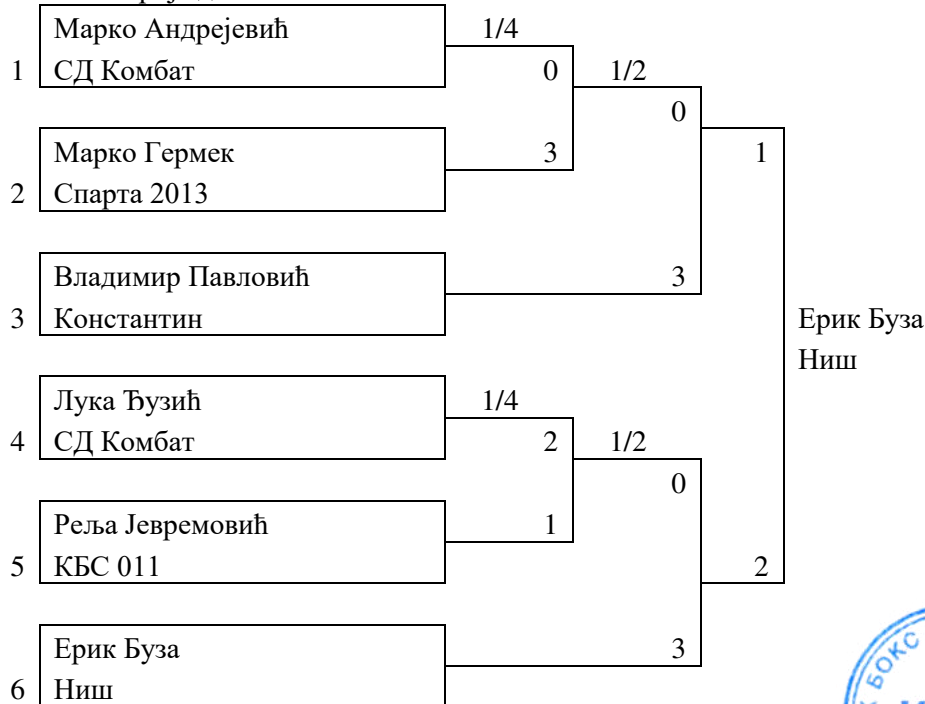 Марко Андрејевић 1/4
1 СД Комбат 0 1/2
0
Марко Гермек 3 1
2 Спарта 2013
Владимир Павловић 3
3 Константин Ерик Буза
Ниш
Лука Ђузић 1/4
4 СД Комбат 2 1/2
0
Реља Јевремовић 1
5 КБС 011 2
Ерик Буза 3
6 Ниш
БОКС